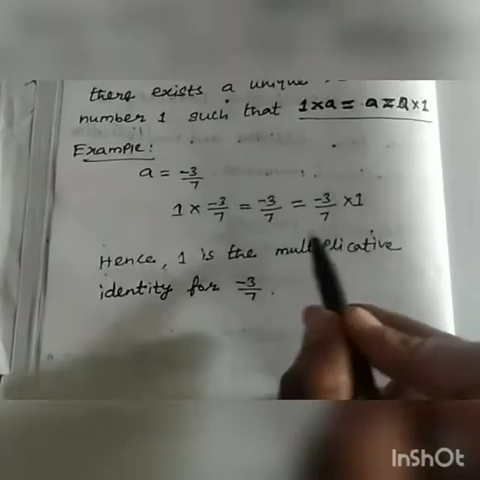 there exists a unique
number 1 such that 1×a = a = a×1
Example:
a = -3/7
1 × -3/7 = -3/7 = -3/7 × 1
Hence, 1 is the multiplicative
identity for -3/7.
InShOt